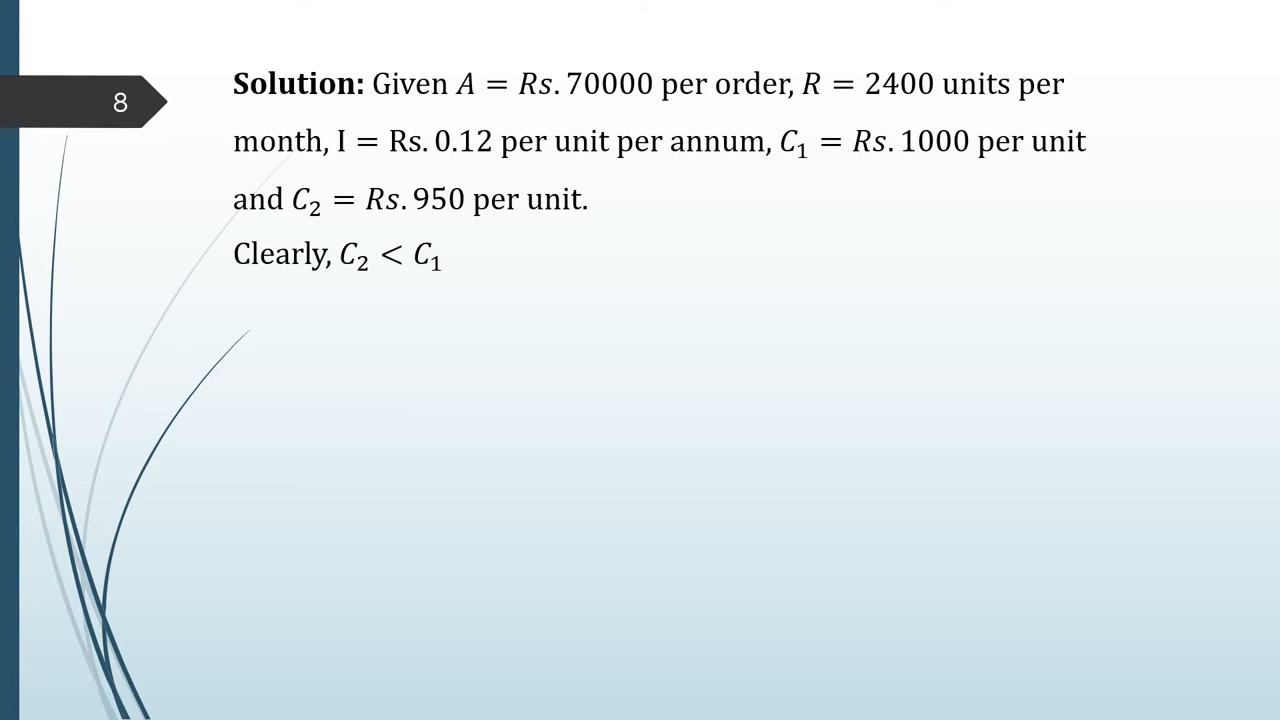 8
Solution: Given A = Rs. 70000 per order, R = 2400 units per
month, I = Rs. 0.12 per unit per annum, C₁ = Rs. 1000 per unit
and C₂ = Rs. 950 per unit.
Clearly, C₂ < C₁